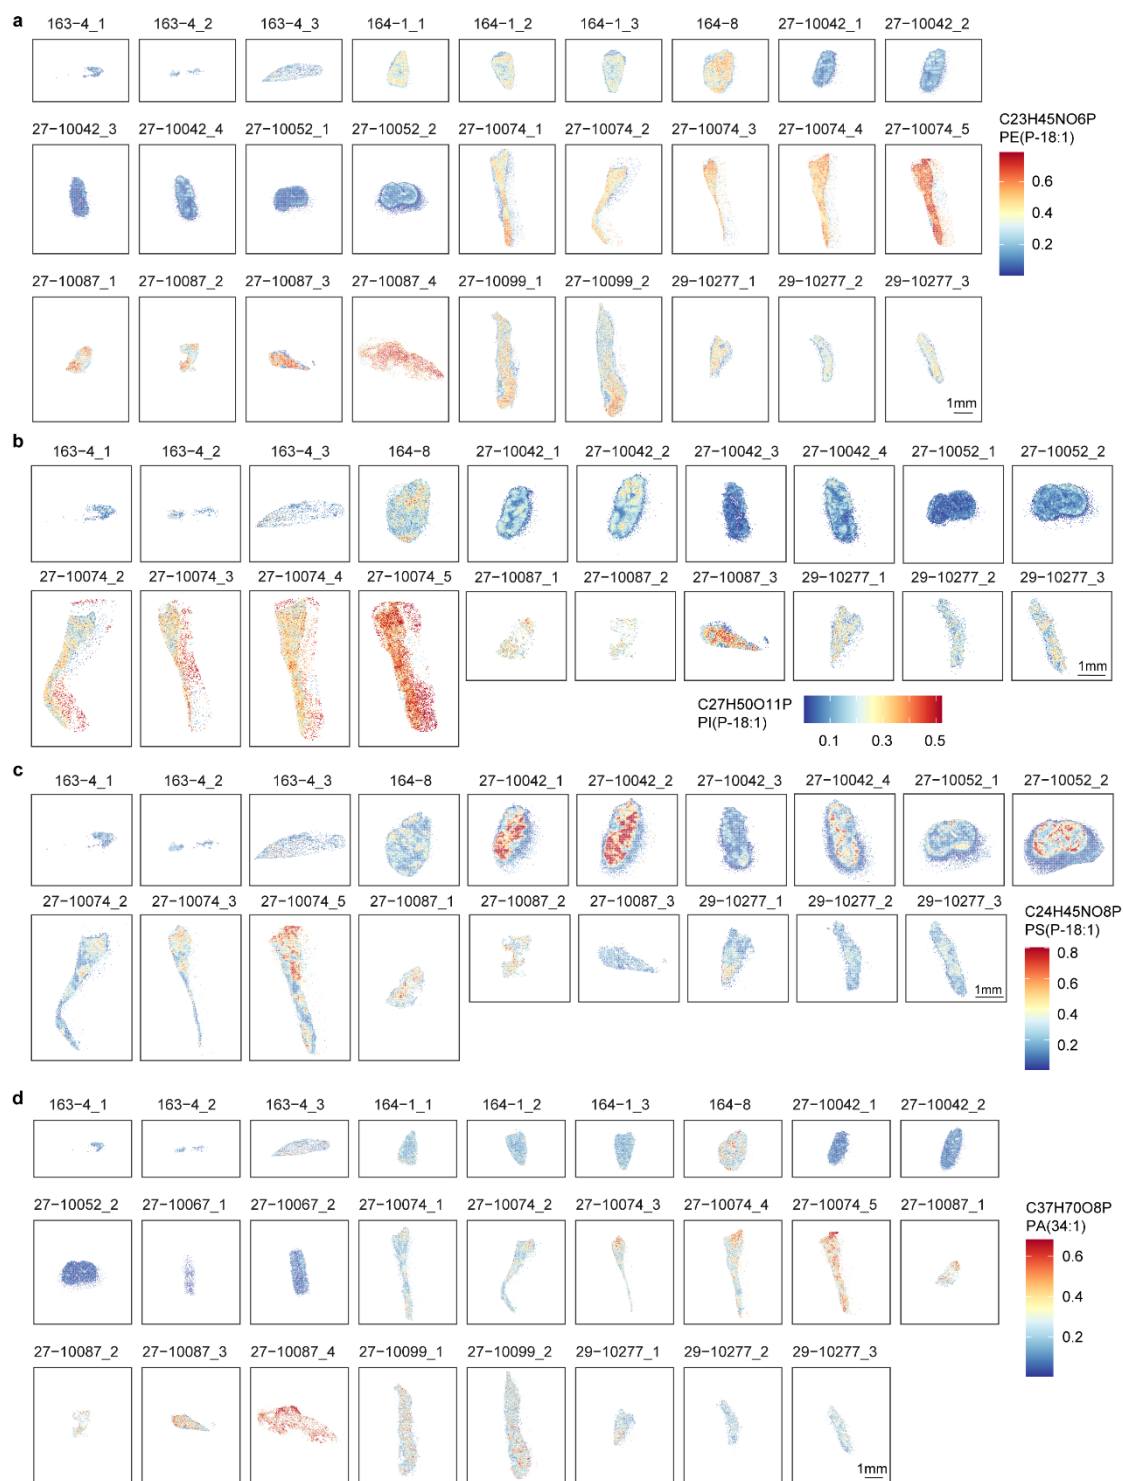 a
163-4_1 163-4_2 163-4_3 164-1_1 164-1_2 164-1_3 164-8 27-10042_1 27-10042_2
27-10042_3 27-10042_4 27-10052_1 27-10052_2 27-10074_1 27-10074_2 27-10074_3 27-10074_4 27-10074_5
C23H45NO6P
PE(P-18:1)
0.6
0.4
0.2
27-10087_1 27-10087_2 27-10087_3 27-10087_4 27-10099_1 27-10099_2 29-10277_1 29-10277_2 29-10277_3
1mm
b
163-4_1 163-4_2 163-4_3 164-8 27-10042_1 27-10042_2 27-10042_3 27-10042_4 27-10052_1 27-10052_2
27-10074_2 27-10074_3 27-10074_4 27-10074_5 27-10087_1 27-10087_2 27-10087_3 29-10277_1 29-10277_2 29-10277_3
1mm
C27H50O11P
PI(P-18:1)
0.1 0.3 0.5
c
163-4_1 163-4_2 163-4_3 164-8 27-10042_1 27-10042_2 27-10042_3 27-10042_4 27-10052_1 27-10052_2
27-10074_2 27-10074_3 27-10074_5 27-10087_1 27-10087_2 27-10087_3 29-10277_1 29-10277_2 29-10277_3
1mm
C24H45NO8P
PS(P-18:1)
0.8
0.6
0.4
0.2
d
163-4_1 163-4_2 163-4_3 164-1_1 164-1_2 164-1_3 164-8 27-10042_1 27-10042_2
27-10052_2 27-10067_1 27-10067_2 27-10074_1 27-10074_2 27-10074_3 27-10074_4 27-10074_5 27-10087_1
C37H70O8P
PA(34:1)
0.6
0.4
0.2
27-10087_2 27-10087_3 27-10087_4 27-10099_1 27-10099_2 29-10277_1 29-10277_2 29-10277_3
1mm